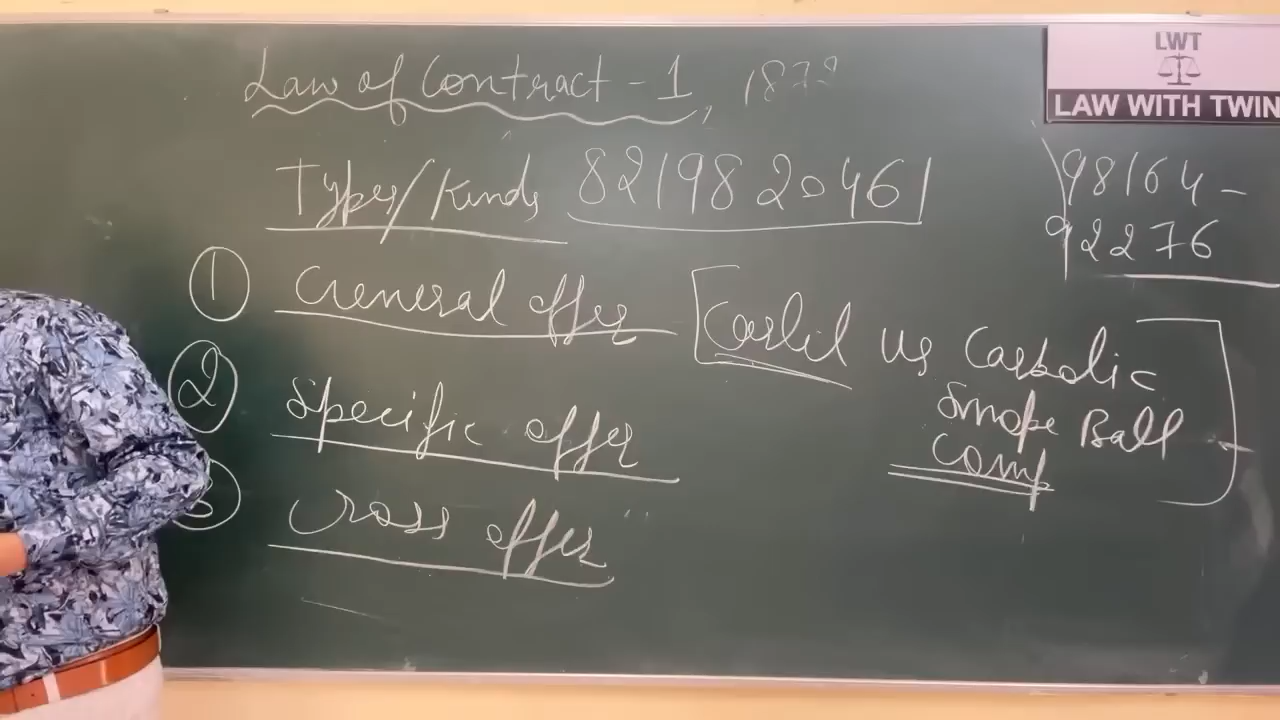 Law of Contract - 1, 1872
LWT
LAW WITH TWIN
Types/Kinds 8219820461
98164-
92276
① General offer [Carlil vs Carbolic
Smoke Ball
Comp]
② Specific offer
③ Cross offer